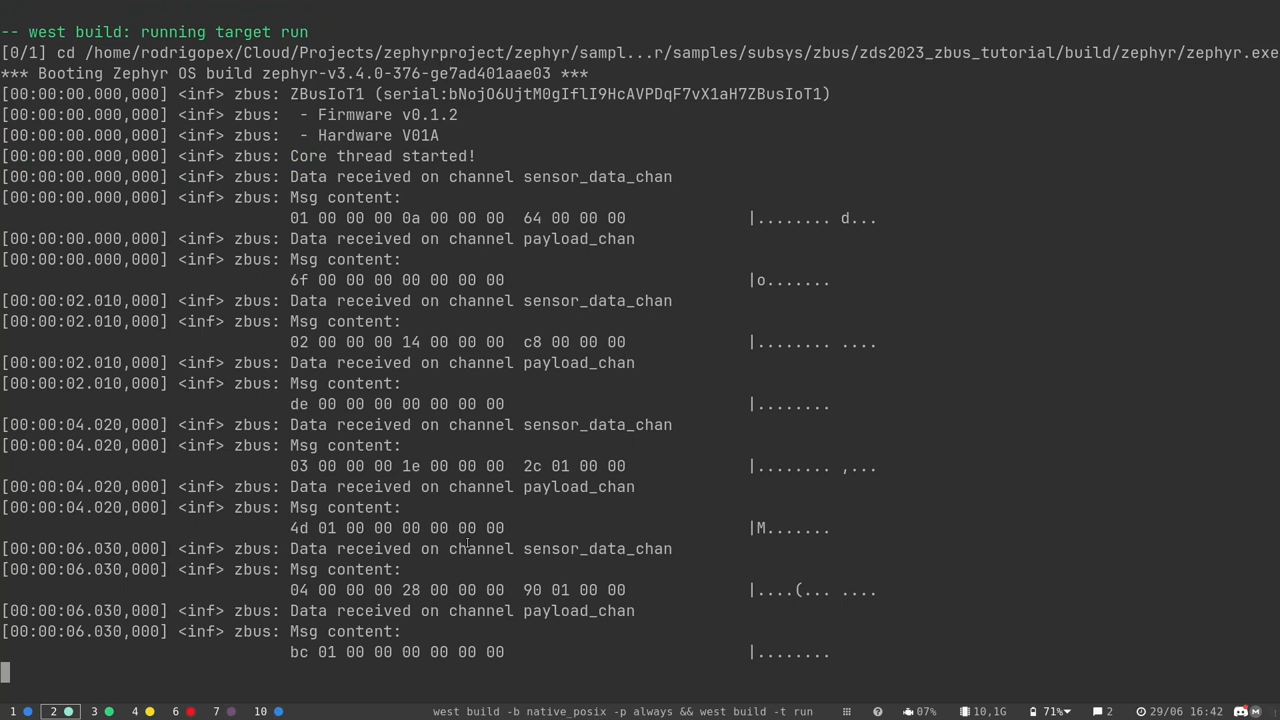 -- west build: running target run
[0/1] cd /home/rodrigopex/Cloud/Projects/zephyrproject/zephyr/sampl...r/samples/subsys/zbus/zds2023_zbus_tutorial/build/zephyr/zephyr.exe
*** Booting Zephyr OS build zephyr-v3.4.0-376-ge7ad401aae03 ***
[00:00:00.000,000] <inf> zbus: ZBusIoT1 (serial:bNojO6UjtM0gIflI9HcAVPDqF7vX1aH7ZBusIoT1)
[00:00:00.000,000] <inf> zbus:  - Firmware v0.1.2
[00:00:00.000,000] <inf> zbus:  - Hardware V01A
[00:00:00.000,000] <inf> zbus: Core thread started!
[00:00:00.000,000] <inf> zbus: Data received on channel sensor_data_chan
[00:00:00.000,000] <inf> zbus: Msg content:
01 00 00 00 0a 00 00 00  64 00 00 00             |........ d...
[00:00:00.000,000] <inf> zbus: Data received on channel payload_chan
[00:00:00.000,000] <inf> zbus: Msg content:
6f 00 00 00 00 00 00 00                          |o.......
[00:00:02.010,000] <inf> zbus: Data received on channel sensor_data_chan
[00:00:02.010,000] <inf> zbus: Msg content:
02 00 00 00 14 00 00 00  c8 00 00 00             |........ ....
[00:00:02.010,000] <inf> zbus: Data received on channel payload_chan
[00:00:02.010,000] <inf> zbus: Msg content:
de 00 00 00 00 00 00 00                          |........
[00:00:04.020,000] <inf> zbus: Data received on channel sensor_data_chan
[00:00:04.020,000] <inf> zbus: Msg content:
03 00 00 00 1e 00 00 00  2c 01 00 00             |........ ,...
[00:00:04.020,000] <inf> zbus: Data received on channel payload_chan
[00:00:04.020,000] <inf> zbus: Msg content:
4d 01 00 00 00 00 00 00                          |M.......
[00:00:06.030,000] <inf> zbus: Data received on channel sensor_data_chan
[00:00:06.030,000] <inf> zbus: Msg content:
04 00 00 00 28 00 00 00  90 01 00 00             |....(... ....
[00:00:06.030,000] <inf> zbus: Data received on channel payload_chan
[00:00:06.030,000] <inf> zbus: Msg content:
bc 01 00 00 00 00 00 00                          |........
1 2 3 4 6 7 10 west build -b native_posix -p always && west build -t run 07% 10,1G 71% 2 29/06 16:42